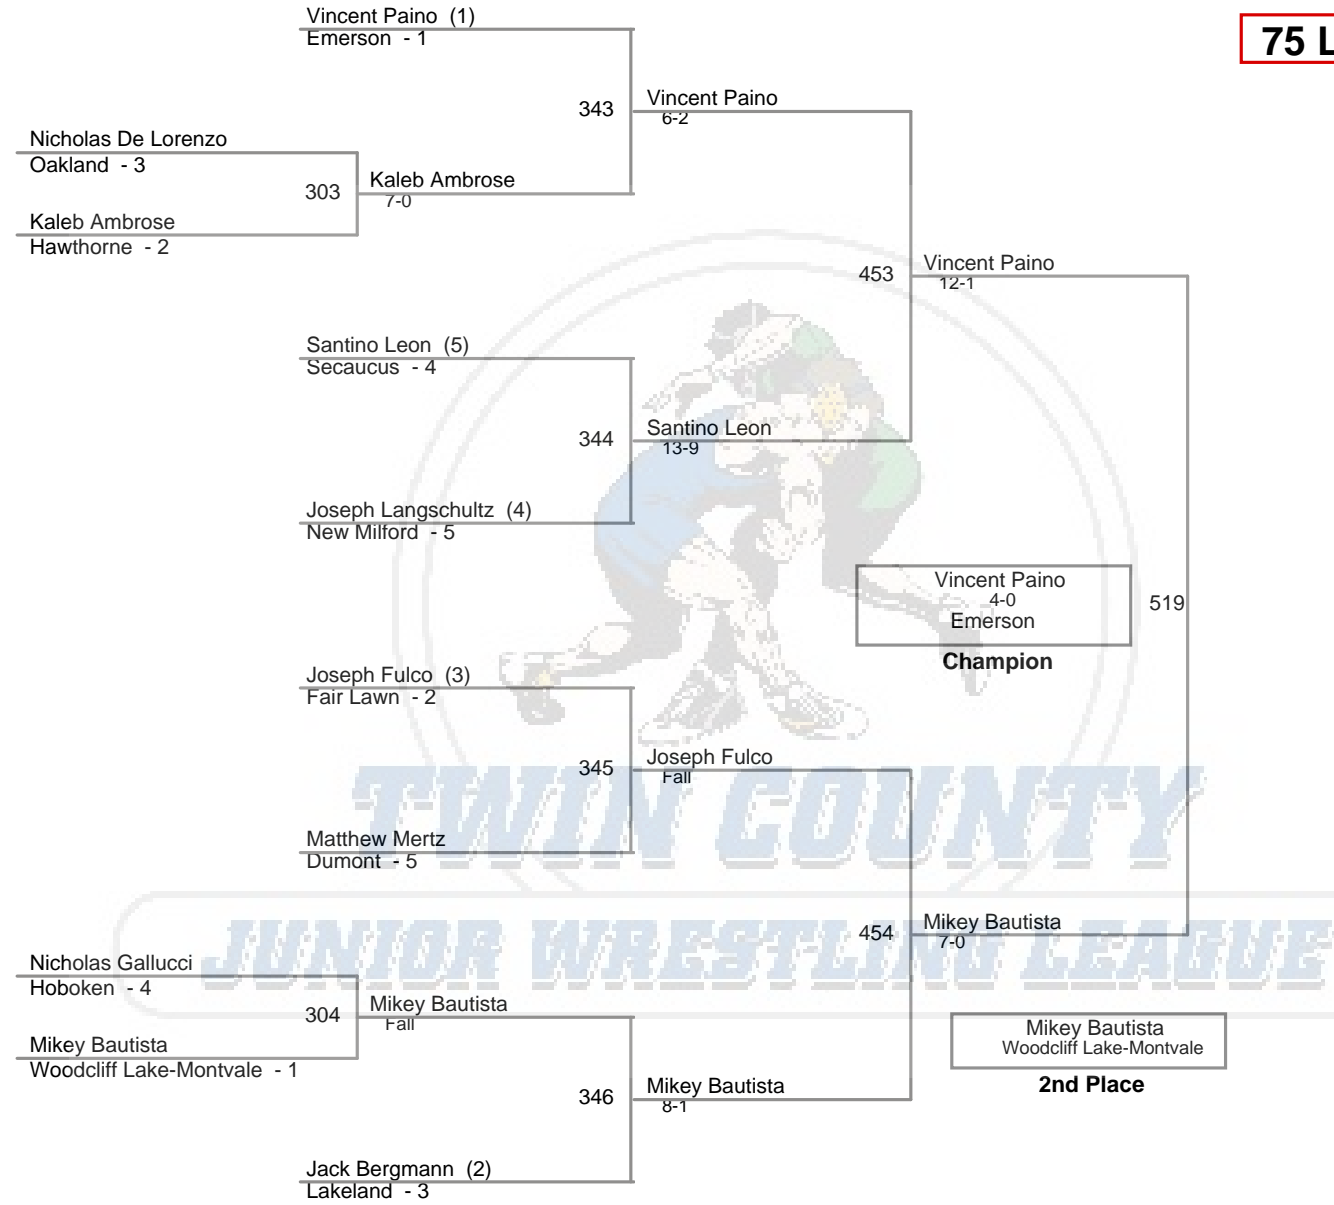 Vincent Paino  (1)
Emerson  - 1
75 L
343
Vincent Paino
6-2
Nicholas De Lorenzo
Oakland  - 3
303
Kaleb Ambrose
7-0
Kaleb Ambrose
Hawthorne  - 2
453
Vincent Paino
12-1
Santino Leon  (5)
Secaucus  - 4
344
Santino Leon
13-9
Joseph Langschultz  (4)
New Milford  - 5
Vincent Paino
4-0
Emerson
519
Champion
Joseph Fulco  (3)
Fair Lawn  - 2
345
Joseph Fulco
Fall
TWIN COUNTY
Matthew Mertz
Dumont  - 5
454
Mikey Bautista
7-0
JUNIOR WRESTLING LEAGUE
Nicholas Gallucci
Hoboken  - 4
304
Mikey Bautista
Fall
Mikey Bautista
Woodcliff Lake-Montvale  - 1
Mikey Bautista
Woodcliff Lake-Montvale
2nd Place
346
Mikey Bautista
8-1
Jack Bergmann  (2)
Lakeland  - 3